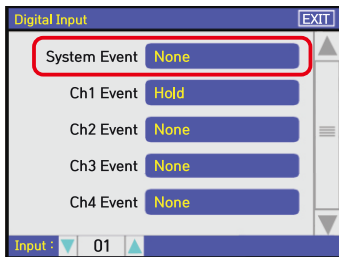 Digital Input EXIT
System Event None
Ch1 Event Hold
Ch2 Event None
Ch3 Event None
Ch4 Event None
Input : 01